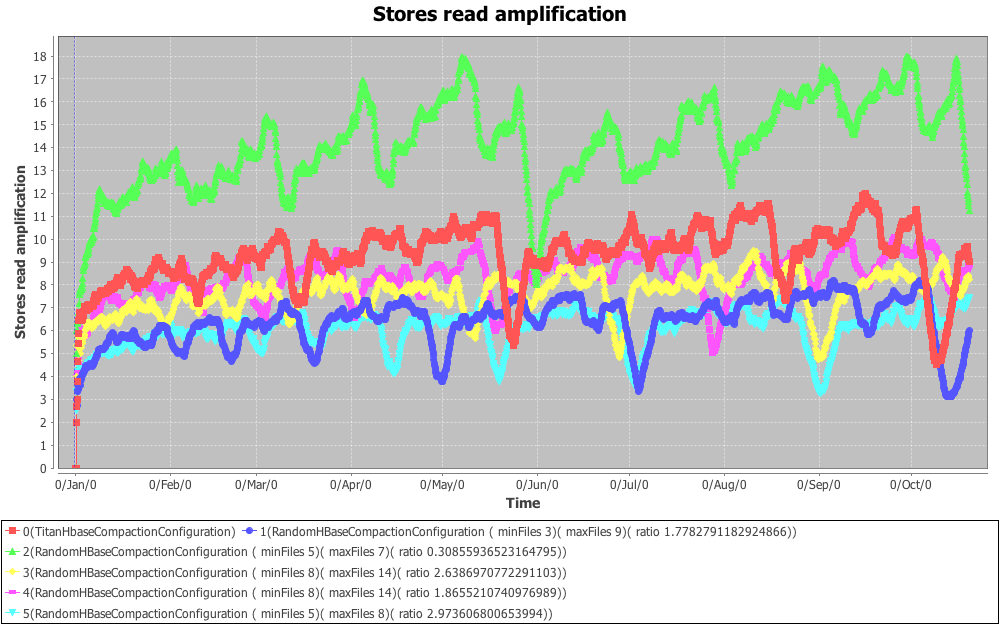 Stores read amplification
Stores read amplification
18
17
16
15
14
13
12
11
10
9
8
7
6
5
4
3
2
1
0
0/Jan/0 0/Feb/0 0/Mar/0 0/Apr/0 0/May/0 0/Jun/0 0/Jul/0 0/Aug/0 0/Sep/0 0/Oct/0
Time
0(TitanHbaseCompactionConfiguration) 1(RandomHBaseCompactionConfiguration ( minFiles 3)( maxFiles 9)( ratio 1.7782791182924866))
2(RandomHBaseCompactionConfiguration ( minFiles 5)( maxFiles 7)( ratio 0.30855936523164795))
3(RandomHBaseCompactionConfiguration ( minFiles 8)( maxFiles 14)( ratio 2.6386970772291103))
4(RandomHBaseCompactionConfiguration ( minFiles 8)( maxFiles 14)( ratio 1.8655210740976989))
5(RandomHBaseCompactionConfiguration ( minFiles 5)( maxFiles 8)( ratio 2.973606800653994))